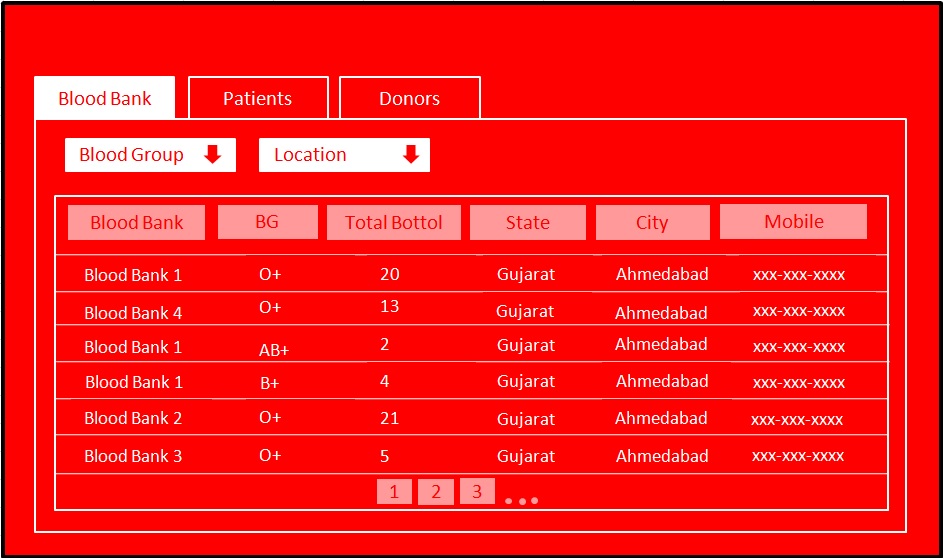 Blood Bank Patients Donors
Blood Group Location
Blood Bank BG Total Bottol State City Mobile
Blood Bank 1 O+ 20 Gujarat Ahmedabad xxx-xxx-xxxx
Blood Bank 4 O+ 13 Gujarat Ahmedabad xxx-xxx-xxxx
Blood Bank 1 AB+ 2 Gujarat Ahmedabad xxx-xxx-xxxx
Blood Bank 1 B+ 4 Gujarat Ahmedabad xxx-xxx-xxxx
Blood Bank 2 O+ 21 Gujarat Ahmedabad xxx-xxx-xxxx
Blood Bank 3 O+ 5 Gujarat Ahmedabad xxx-xxx-xxxx
1 2 3 ...